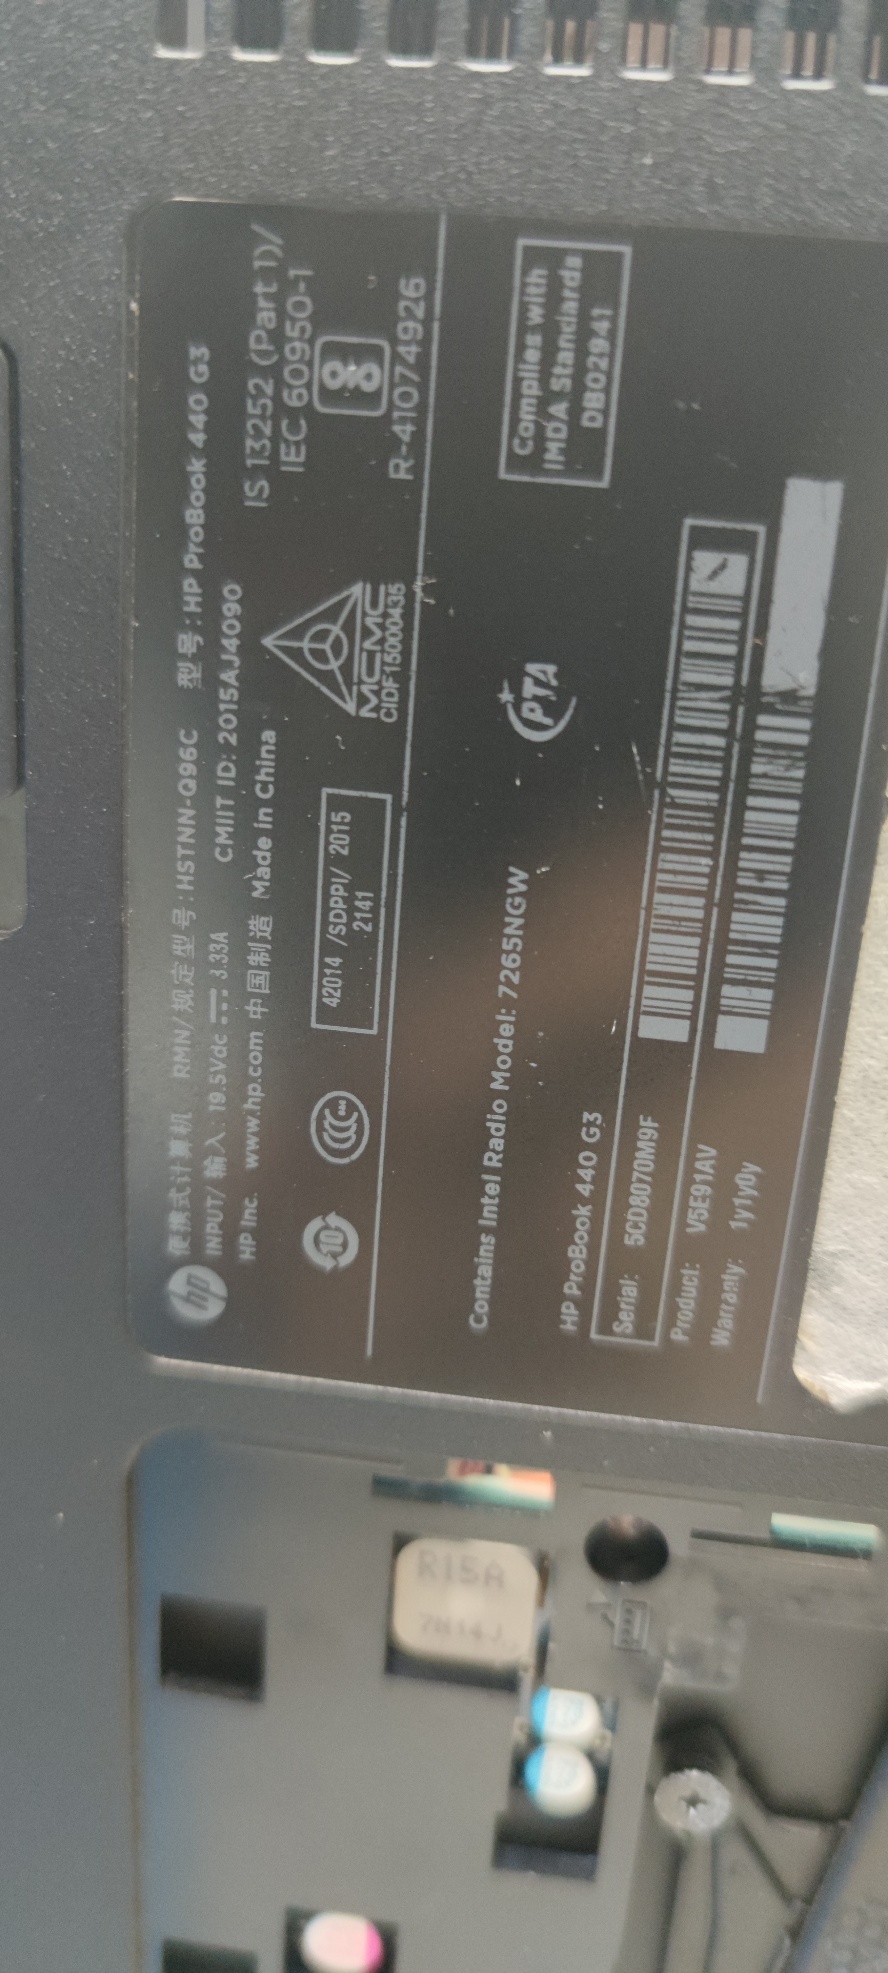 hp
便携式计算机 RMN/规定型号:HSTNN-Q96C 型号:HP ProBook 440 G3
INPUT/输入:19.5Vdc 3.33A CMIIT ID: 2015AJ4090
HP Inc. www.hp.com 中国制造 Made in China
IS 13252 (Part 1)/
IEC 60950-1
R-41074926
10
CCC
42014 /SDPPI/ 2015
2141
MCMC
CIDF15000435
Contains Intel Radio Model: 7265NGW
PTA
Complies with
IMDA Standards
DB02941
HP ProBook 440 G3
Serial: 5CD8070M9F
Product: V5E91AV
Warranty: 1y1y0y
R15A